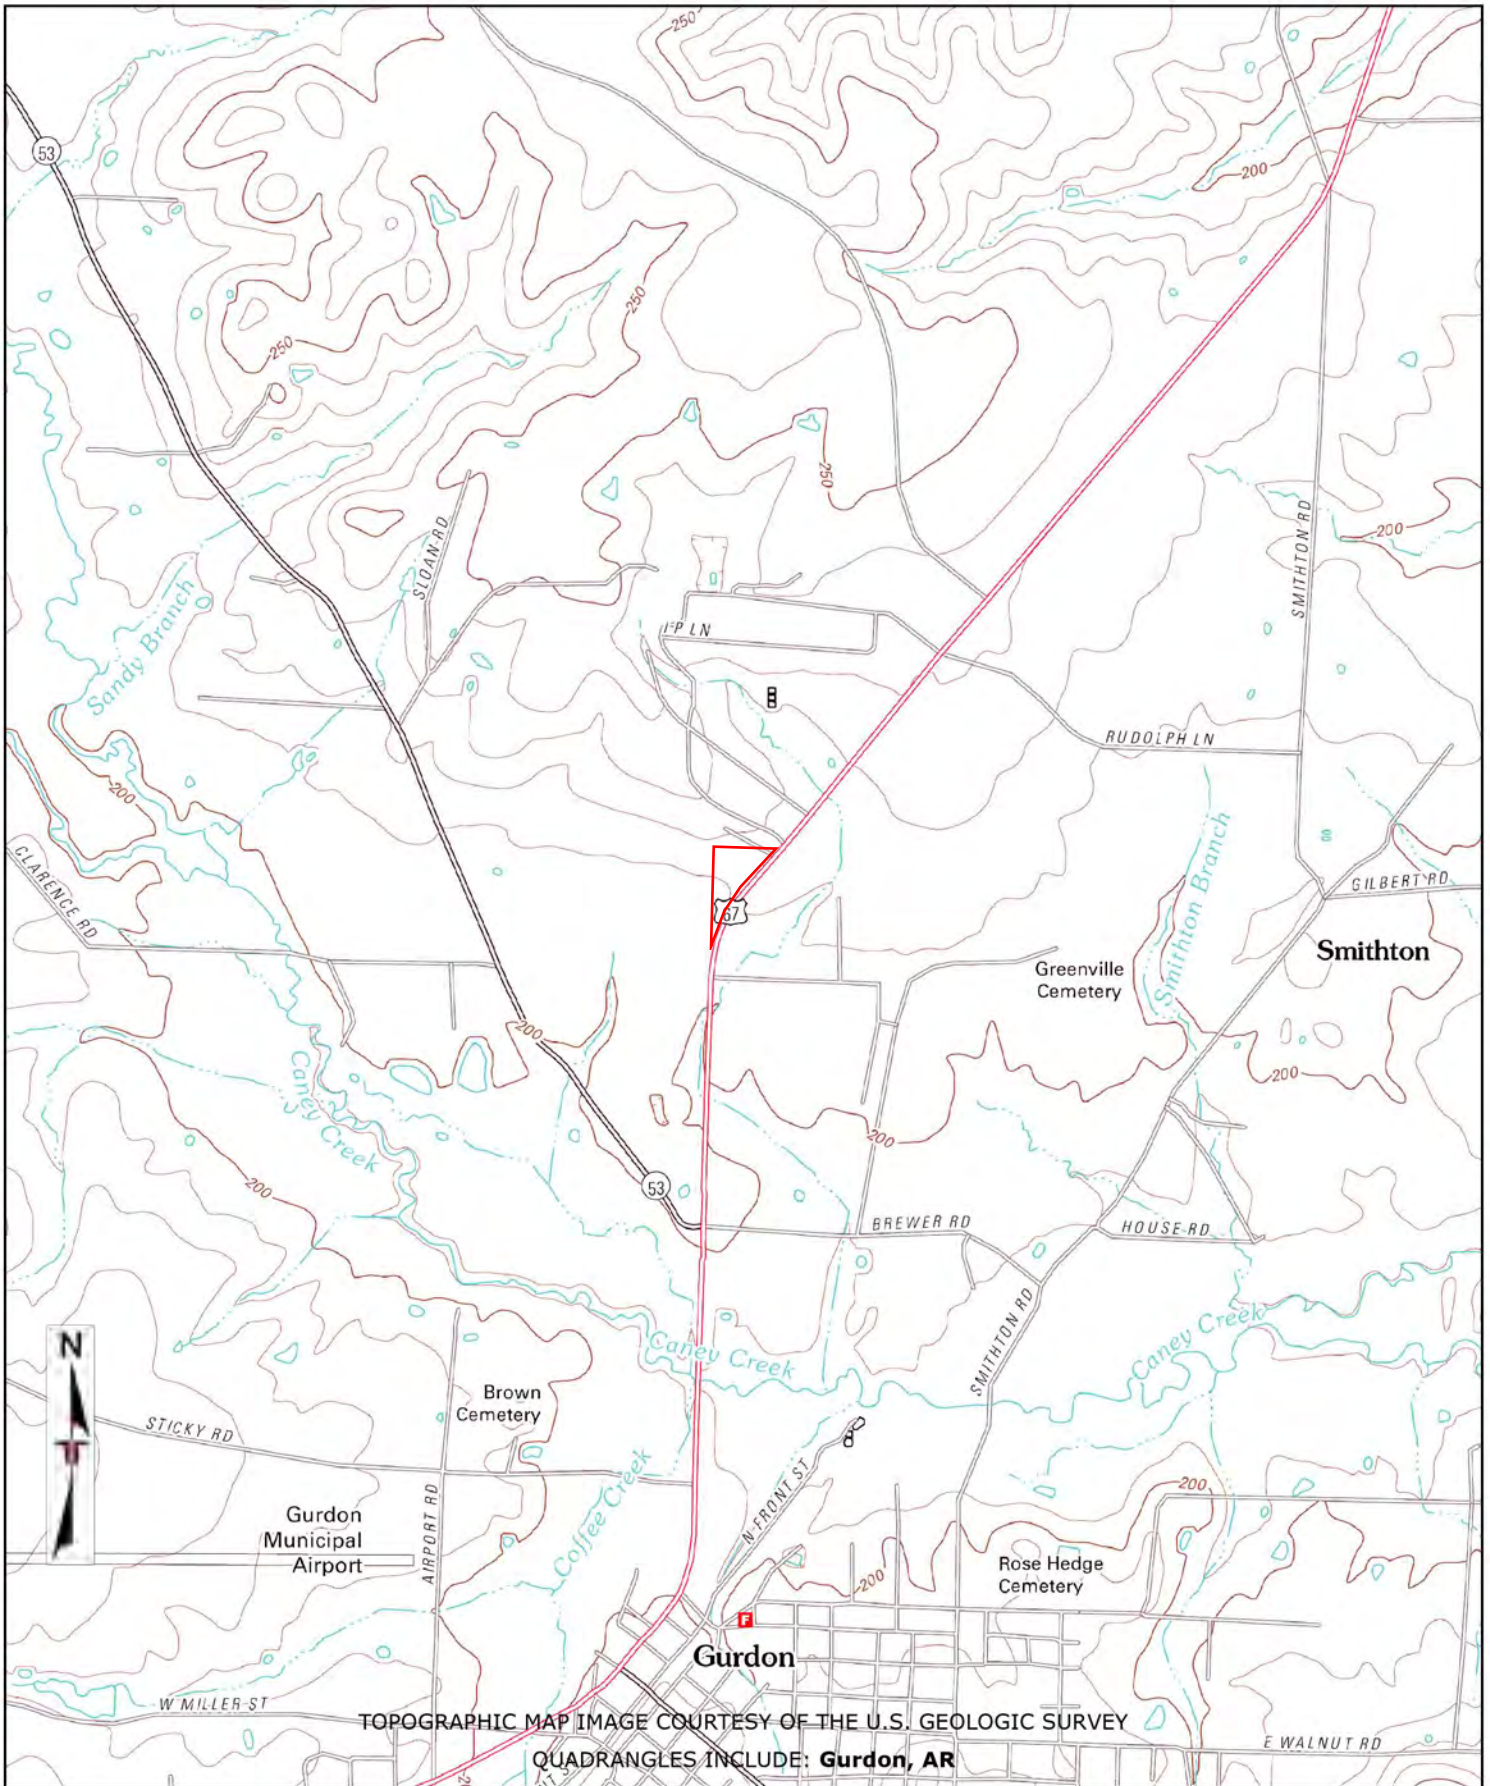 250
53
200
250
250
250
SMITHTON RD
200
SLOAN RD
Sandy Branch
I P LN
RUDOLPH LN
200
CLARENCE RD
Smithton Branch
GILBERT RD
67
Smithton
Greenville
Cemetery
200
Caney Creek
200
200
200
53
BREWER RD
HOUSE RD
SMITHTON RD
Caney Creek
Caney Creek
N
Brown
Cemetery
STICKY RD
N FRONT ST
Coffee Creek
200
AIRPORT RD
Gurdon
Municipal
Airport
Rose Hedge
Cemetery
200
F
Gurdon
W MILLER ST
TOPOGRAPHIC MAP IMAGE COURTESY OF THE U.S. GEOLOGIC SURVEY
E WALNUT RD
QUADRANGLES INCLUDE: Gurdon, AR